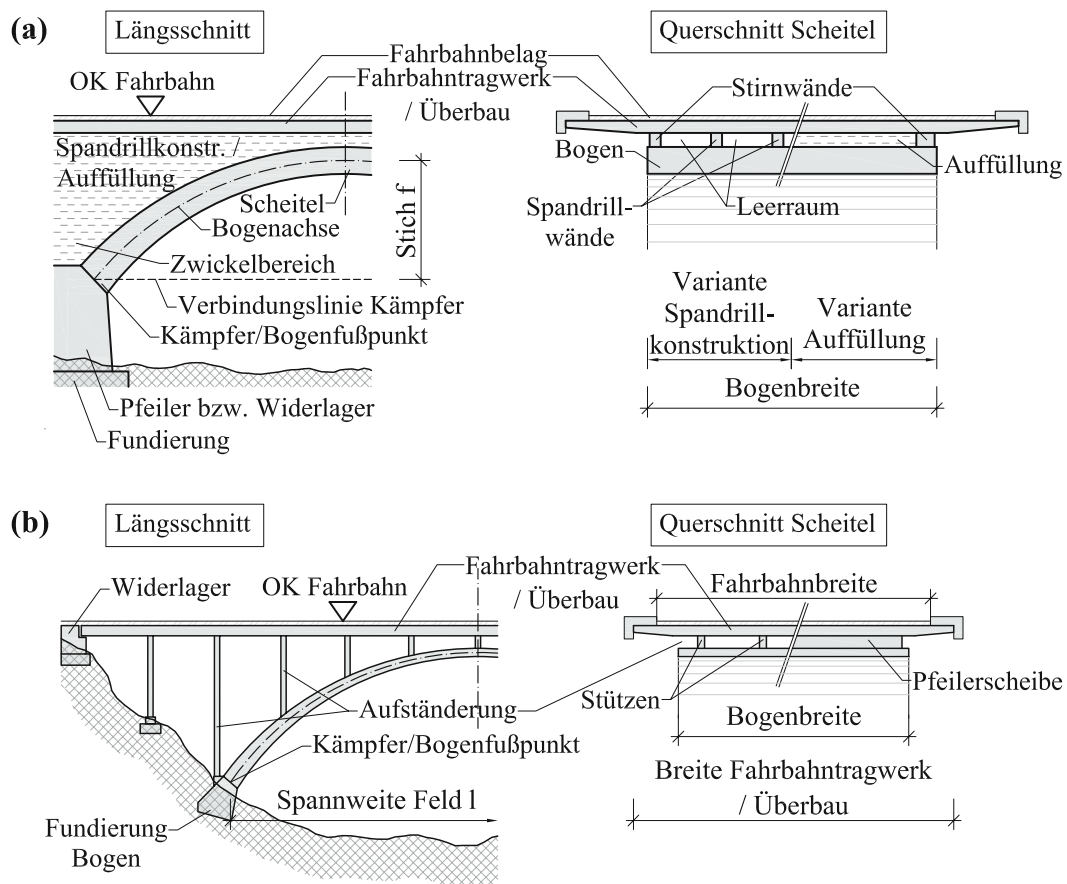 (a)
Längsschnitt
Querschnitt Scheitel
Fahrbahnbelag
OK Fahrbahn
Fahrbahntragwerk
/ Überbau
Stirnwände
Spandrillkonstr.
Auffüllung
Bogen
Auffüllung
Scheitel
Bogenachse
Stich f
Spandrill-
wände
Leerraum
Zwickelbereich
Verbindungslinie Kämpfer
Kämpfer/Bogenfußpunkt
Variante
Spandrill-
konstruktion
Variante
Auffüllung
Bogenbreite
Pfeiler bzw. Widerlager
Fundierung
(b)
Längsschnitt
Querschnitt Scheitel
Widerlager
OK Fahrbahn
Fahrbahntragwerk
/ Überbau
Fahrbahnbreite
Aufständerung
Stützen
Pfeilerscheibe
Kämpfer/Bogenfußpunkt
Bogenbreite
Spannweite Feld l
Breite Fahrbahntragwerk
/ Überbau
Fundierung
Bogen